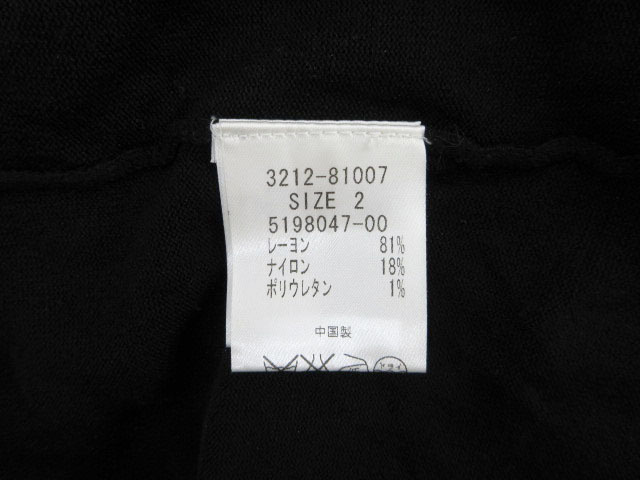 3212-81007
SIZE 2
5198047-00
レーヨン 81%
ナイロン 18%
ポリウレタン 1%
中国製